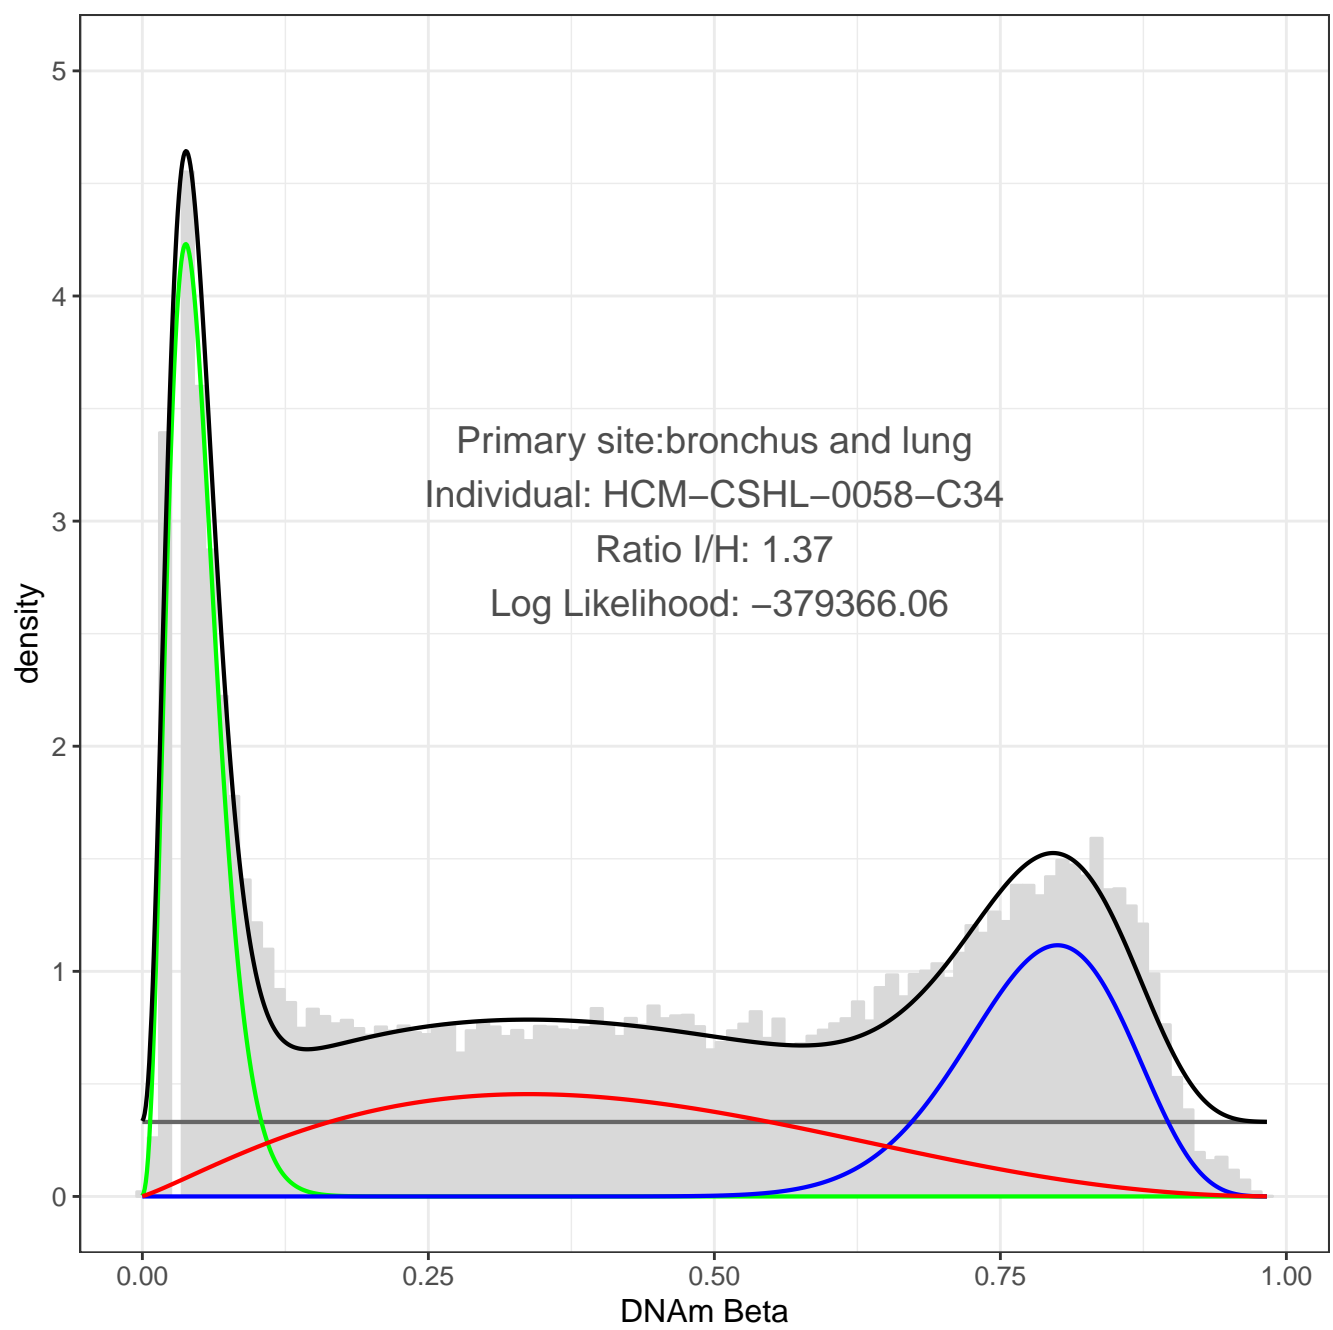 5
4
3
2
1
0
density
Primary site:bronchus and lung
Individual: HCM−CSHL−0058−C34
Ratio I/H: 1.37
Log Likelihood: −379366.06
0.00 0.25 0.50 0.75 1.00
DNAm Beta